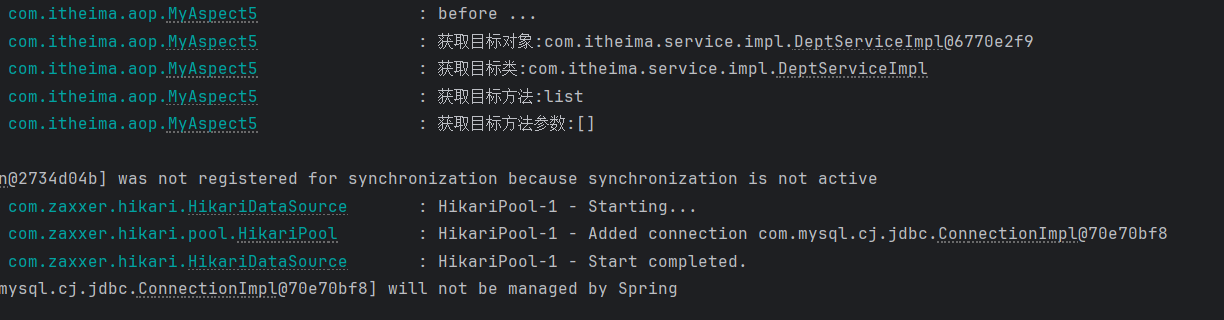 com.itheima.aop.MyAspect5 : before ...
com.itheima.aop.MyAspect5 : 获取目标对象:com.itheima.service.impl.DeptServiceImpl@6770e2f9
com.itheima.aop.MyAspect5 : 获取目标类:com.itheima.service.impl.DeptServiceImpl
com.itheima.aop.MyAspect5 : 获取目标方法:list
com.itheima.aop.MyAspect5 : 获取目标方法参数:[]
n@2734d04b] was not registered for synchronization because synchronization is not active
com.zaxxer.hikari.HikariDataSource : HikariPool-1 - Starting...
com.zaxxer.hikari.pool.HikariPool : HikariPool-1 - Added connection com.mysql.cj.jdbc.ConnectionImpl@70e70bf8
com.zaxxer.hikari.HikariDataSource : HikariPool-1 - Start completed.
mysql.cj.jdbc.ConnectionImpl@70e70bf8] will not be managed by Spring